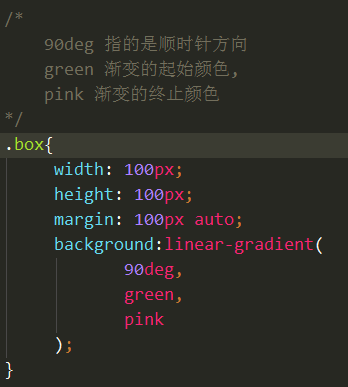 /*
    90deg 指的是顺时针方向
    green 渐变的起始颜色,
    pink 渐变的终止颜色
*/
.box{
    width: 100px;
    height: 100px;
    margin: 100px auto;
    background:linear-gradient(
        90deg,
        green,
        pink
    );
}